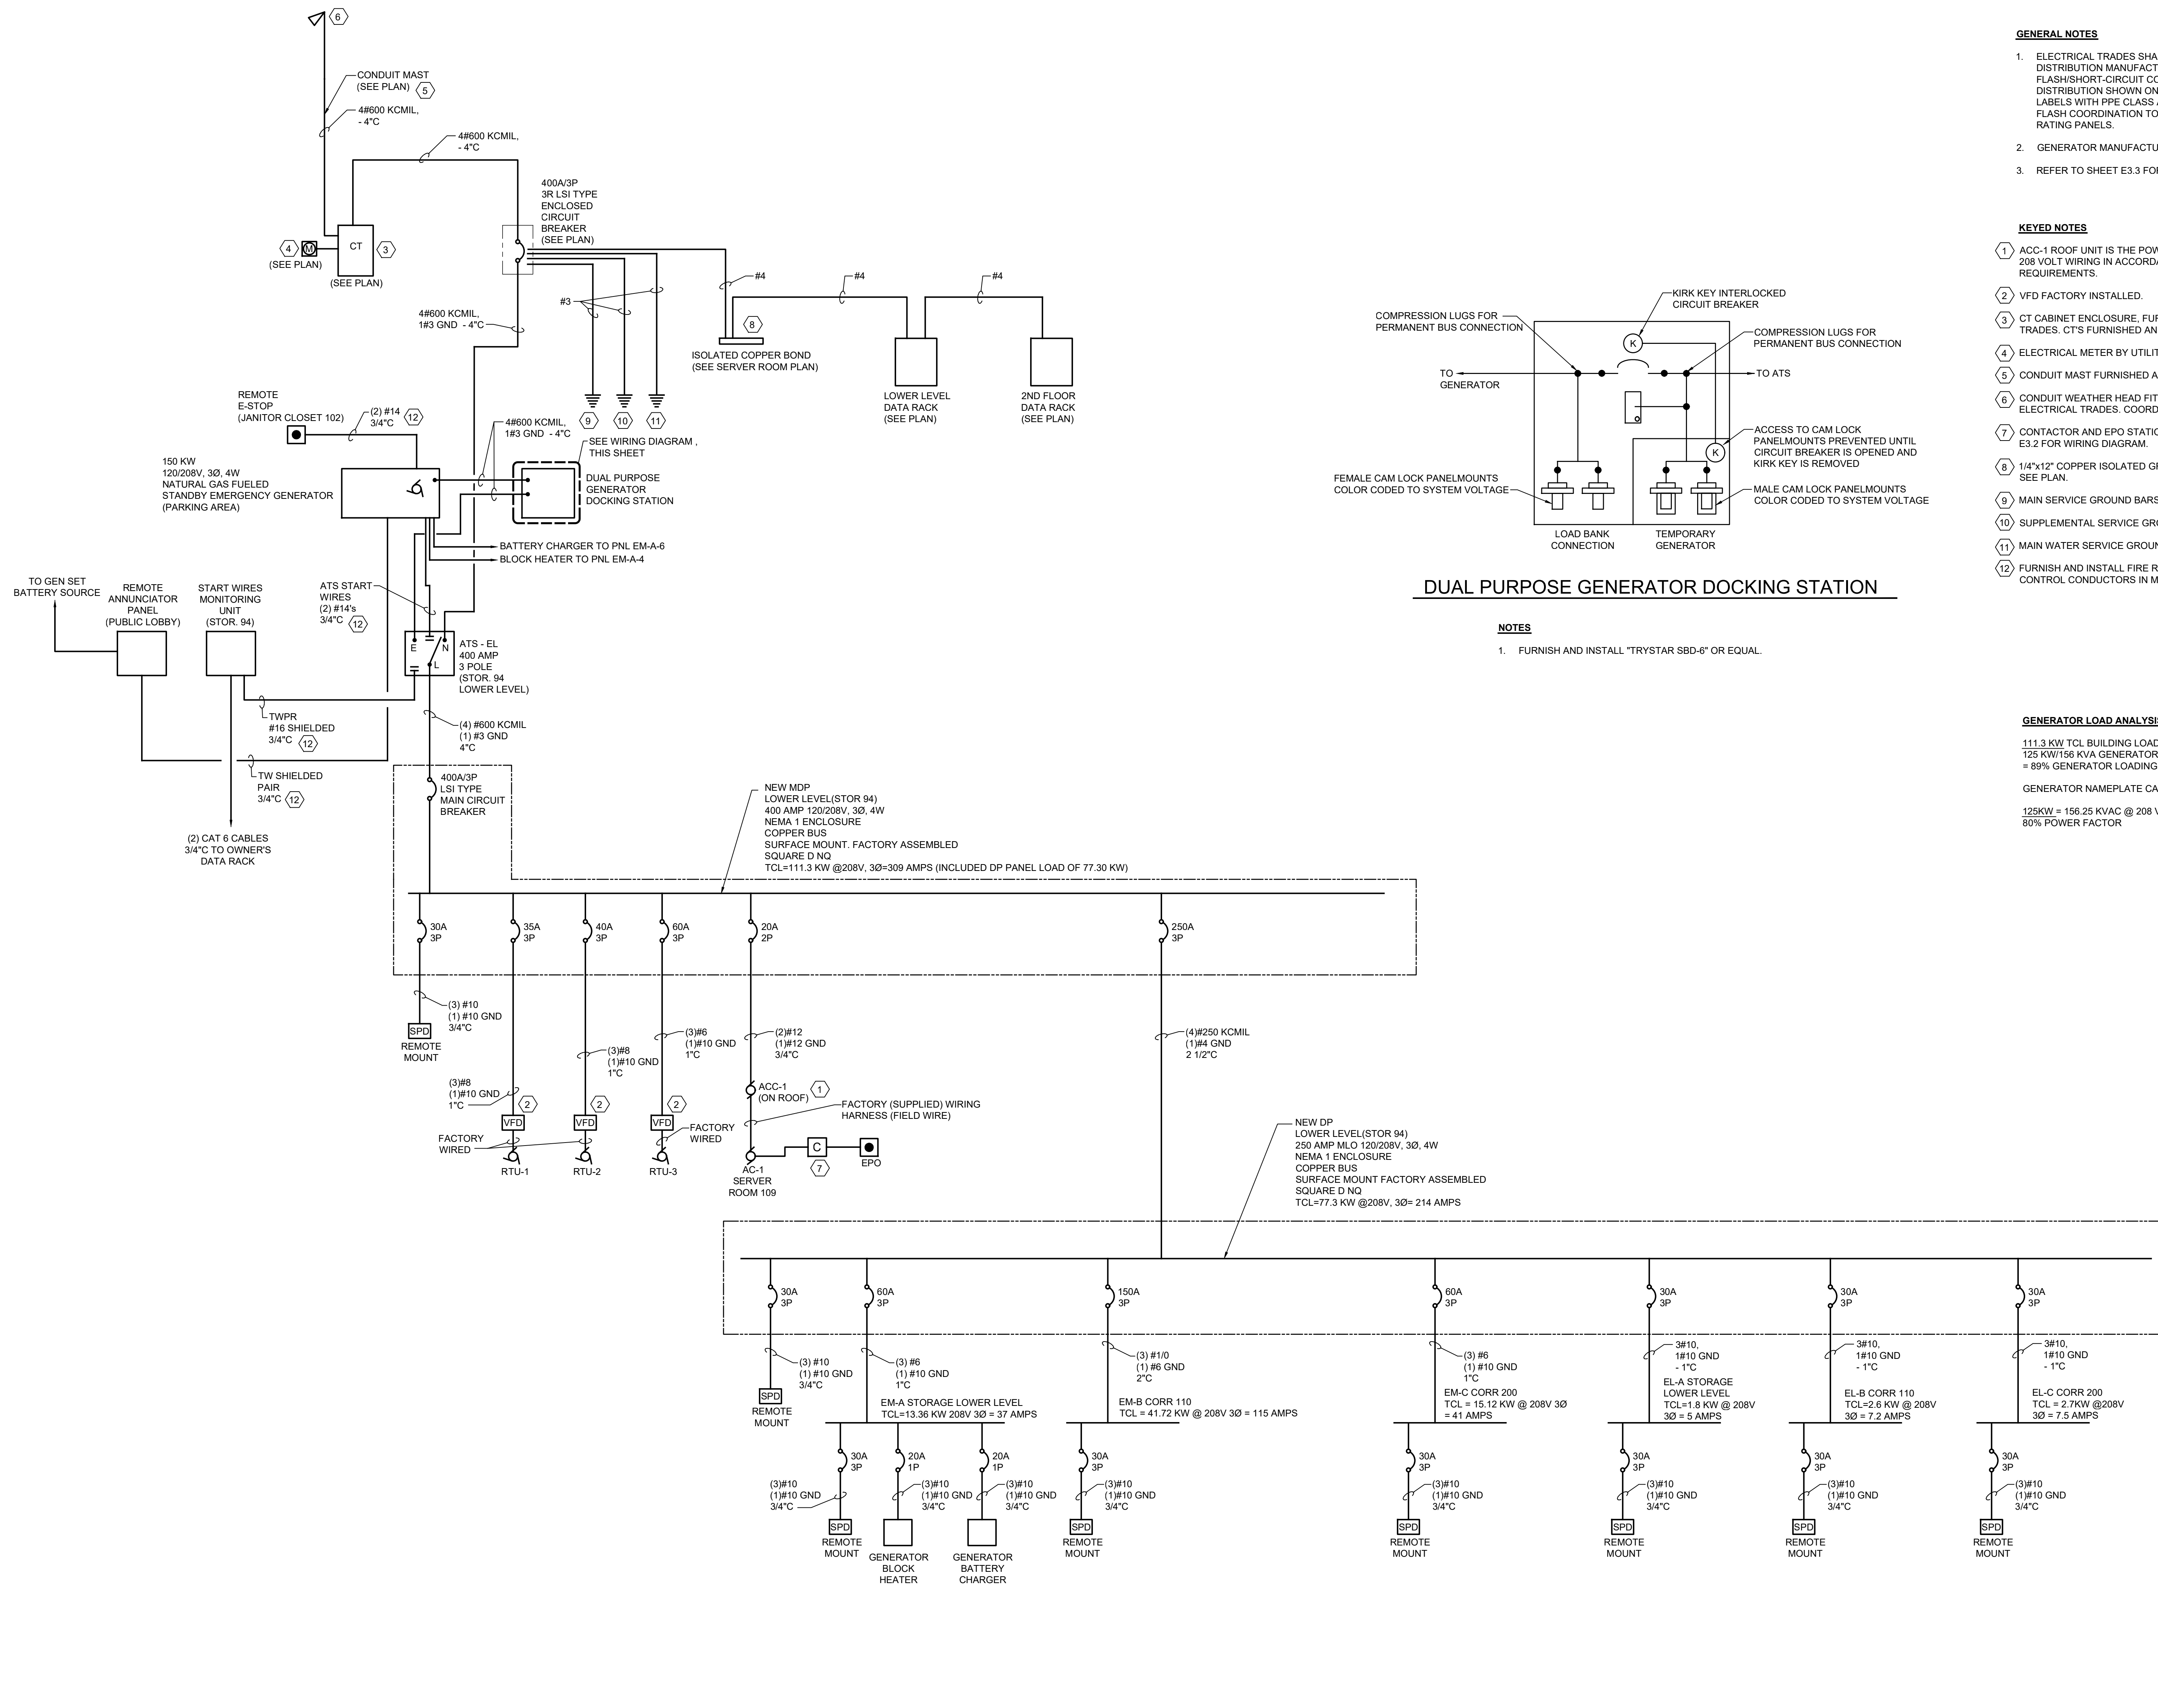 6
CONDUIT MAST
(SEE PLAN)
5
4#600 KCMIL,
- 4"C
4#600 KCMIL,
- 4"C
400A/3P
3R LSI TYPE
ENCLOSED
CIRCUIT
BREAKER
(SEE PLAN)
4
M
(SEE PLAN)
CT
3
(SEE PLAN)
#4
#4
#4
#3
4#600 KCMIL,
1#3 GND - 4"C
8
ISOLATED COPPER BOND
(SEE SERVER ROOM PLAN)
LOWER LEVEL
DATA RACK
(SEE PLAN)
2ND FLOOR
DATA RACK
(SEE PLAN)
9
10
11
REMOTE
E-STOP
(JANITOR CLOSET 102)
(2) #14
3/4"C
12
4#600 KCMIL,
1#3 GND - 4"C
SEE WIRING DIAGRAM ,
THIS SHEET
150 KW
120/208V, 3Ø, 4W
NATURAL GAS FUELED
STANDBY EMERGENCY GENERATOR
(PARKING AREA)
DUAL PURPOSE
GENERATOR
DOCKING STATION
BATTERY CHARGER TO PNL EM-A-6
BLOCK HEATER TO PNL EM-A-4
TO GEN SET
BATTERY SOURCE
REMOTE
ANNUNCIATOR
PANEL
(PUBLIC LOBBY)
START WIRES
MONITORING
UNIT
(STOR. 94)
ATS START
WIRES
(2) #14's
3/4"C
12
E
N
L
ATS - EL
400 AMP
3 POLE
(STOR. 94
LOWER LEVEL)
TWPR
#16 SHIELDED
3/4"C
12
(4) #600 KCMIL
(1) #3 GND
4"C
TW SHIELDED
PAIR
3/4"C
12
(2) CAT 6 CABLES
3/4"C TO OWNER'S
DATA RACK
400A/3P
LSI TYPE
MAIN CIRCUIT
BREAKER
NEW MDP
LOWER LEVEL(STOR 94)
400 AMP 120/208V, 3Ø, 4W
NEMA 1 ENCLOSURE
COPPER BUS
SURFACE MOUNT. FACTORY ASSEMBLED
SQUARE D NQ
TCL=111.3 KW @208V, 3Ø=309 AMPS (INCLUDED DP PANEL LOAD OF 77.30 KW)
30A
3P
35A
3P
40A
3P
60A
3P
20A
2P
250A
3P
(3) #10
(1) #10 GND
3/4"C
SPD
REMOTE
MOUNT
(3)#8
(1)#10 GND
1"C
(3)#8
(1)#10 GND
1"C
(3)#6
(1)#10 GND
1"C
(2)#12
(1)#12 GND
3/4"C
(4)#250 KCMIL
(1)#4 GND
2 1/2"C
2
2
2
VFD
VFD
VFD
FACTORY
WIRED
FACTORY
WIRED
RTU-1
RTU-2
RTU-3
ACC-1
(ON ROOF)
1
FACTORY (SUPPLIED) WIRING
HARNESS (FIELD WIRE)
C
7
EPO
AC-1
SERVER
ROOM 109
NEW DP
LOWER LEVEL(STOR 94)
250 AMP MLO 120/208V, 3Ø, 4W
NEMA 1 ENCLOSURE
COPPER BUS
SURFACE MOUNT FACTORY ASSEMBLED
SQUARE D NQ
TCL=77.3 KW @208V, 3Ø= 214 AMPS
30A
3P
60A
3P
150A
3P
60A
3P
30A
3P
30A
3P
30A
3P
(3) #10
(1) #10 GND
3/4"C
SPD
REMOTE
MOUNT
(3) #6
(1) #10 GND
1"C
EM-A STORAGE LOWER LEVEL
TCL=13.36 KW 208V 3Ø = 37 AMPS
(3) #1/0
(1) #6 GND
2"C
EM-B CORR 110
TCL = 41.72 KW @ 208V 3Ø = 115 AMPS
(3) #6
(1) #10 GND
1"C
EM-C CORR 200
TCL = 15.12 KW @ 208V 3Ø
= 41 AMPS
3#10,
1#10 GND
- 1"C
EL-A STORAGE
LOWER LEVEL
TCL=1.8 KW @ 208V
3Ø = 5 AMPS
3#10,
1#10 GND
- 1"C
EL-B CORR 110
TCL=2.6 KW @ 208V
3Ø = 7.2 AMPS
3#10,
1#10 GND
- 1"C
EL-C CORR 200
TCL = 2.7KW @208V
3Ø = 7.5 AMPS
30A
3P
20A
1P
20A
1P
30A
3P
30A
3P
30A
3P
30A
3P
30A
3P
(3)#10
(1)#10 GND
3/4"C
(3)#10
(1)#10 GND
3/4"C
(3)#10
(1)#10 GND
3/4"C
(3)#10
(1)#10 GND
3/4"C
(3)#10
(1)#10 GND
3/4"C
(3)#10
(1)#10 GND
3/4"C
(3)#10
(1)#10 GND
3/4"C
(3)#10
(1)#10 GND
3/4"C
SPD
REMOTE
MOUNT
GENERATOR
BLOCK
HEATER
GENERATOR
BATTERY
CHARGER
SPD
REMOTE
MOUNT
SPD
REMOTE
MOUNT
SPD
REMOTE
MOUNT
SPD
REMOTE
MOUNT
SPD
REMOTE
MOUNT
KIRK KEY INTERLOCKED
CIRCUIT BREAKER
COMPRESSION LUGS FOR
PERMANENT BUS CONNECTION
COMPRESSION LUGS FOR
PERMANENT BUS CONNECTION
K
TO
GENERATOR
TO ATS
K
ACCESS TO CAM LOCK
PANELMOUNTS PREVENTED UNTIL
CIRCUIT BREAKER IS OPENED AND
KIRK KEY IS REMOVED
FEMALE CAM LOCK PANELMOUNTS
COLOR CODED TO SYSTEM VOLTAGE
MALE CAM LOCK PANELMOUNTS
COLOR CODED TO SYSTEM VOLTAGE
LOAD BANK
CONNECTION
TEMPORARY
GENERATOR
DUAL PURPOSE GENERATOR DOCKING STATION
NOTES
1. FURNISH AND INSTALL "TRYSTAR SBD-6" OR EQUAL.
GENERAL NOTES
1. ELECTRICAL TRADES
DISTRIBUTION
FLASH/SHORT-CIRCUIT
DISTRIBUTION SHOWN ON
LABELS WITH PPE CLASS
FLASH COORDINATION TO
RATING PANELS.
2. GENERATOR
3. REFER TO SHEET E3.3
KEYED NOTES
1 ACC-1 ROOF UNIT IS THE
208 VOLT WIRING IN
REQUIREMENTS.
2 VFD FACTORY INSTALLED.
3 CT CABINET ENCLOSURE,
TRADES. CT'S FURNISHED
4 ELECTRICAL METER BY
5 CONDUIT MAST FURNISHED
6 CONDUIT WEATHER HEAD
ELECTRICAL TRADES.
7 CONTACTOR AND EPO
E3.2 FOR WIRING DIAGRAM.
8 1/4"x12" COPPER ISOLATED
SEE PLAN.
9 MAIN SERVICE GROUND
10 SUPPLEMENTAL SERVICE
11 MAIN WATER SERVICE
12 FURNISH AND INSTALL FIRE
CONTROL CONDUCTORS IN
GENERATOR LOAD
111.3 KW TCL BUILDING
125 KW/156 KVA GENERATOR
= 89% GENERATOR LOADING
GENERATOR NAMEPLATE
125KW = 156.25 KVAC @ 208
80% POWER FACTOR